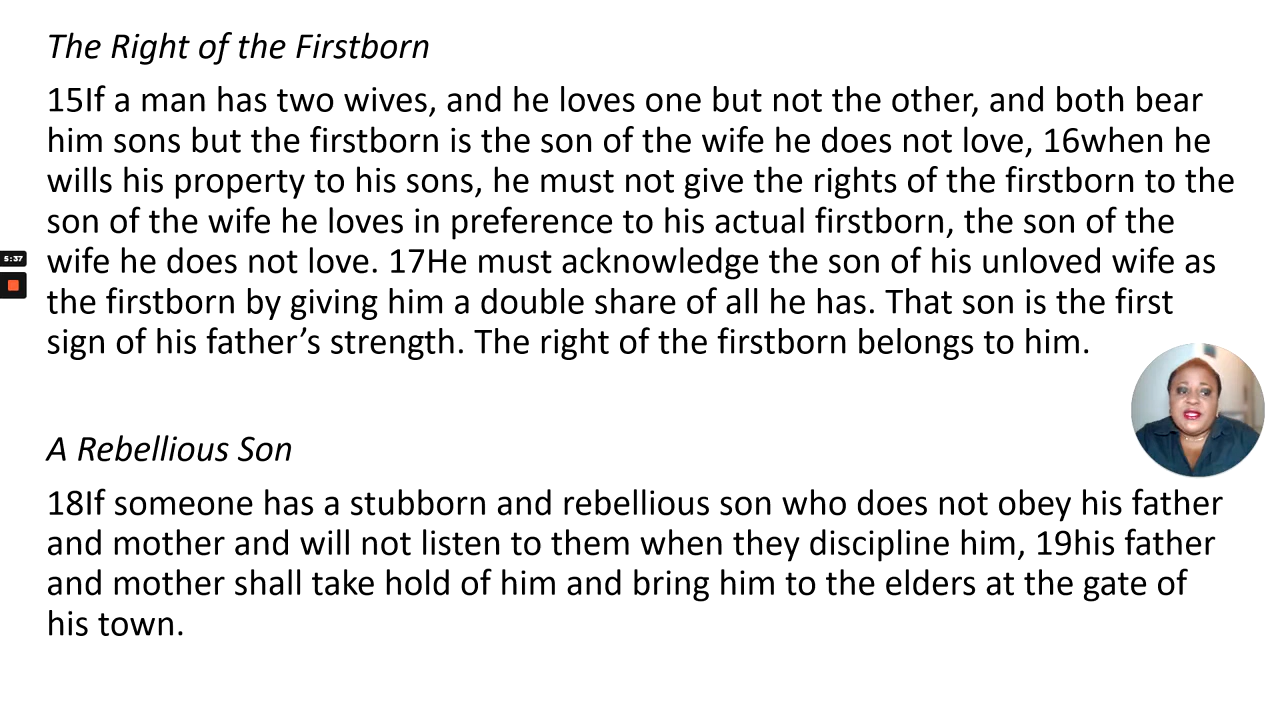 The Right of the Firstborn
15If a man has two wives, and he loves one but not the other, and both bear
him sons but the firstborn is the son of the wife he does not love, 16when he
wills his property to his sons, he must not give the rights of the firstborn to the
son of the wife he loves in preference to his actual firstborn, the son of the
wife he does not love. 17He must acknowledge the son of his unloved wife as
the firstborn by giving him a double share of all he has. That son is the first
sign of his father’s strength. The right of the firstborn belongs to him.
5:37
A Rebellious Son
18If someone has a stubborn and rebellious son who does not obey his father
and mother and will not listen to them when they discipline him, 19his father
and mother shall take hold of him and bring him to the elders at the gate of
his town.